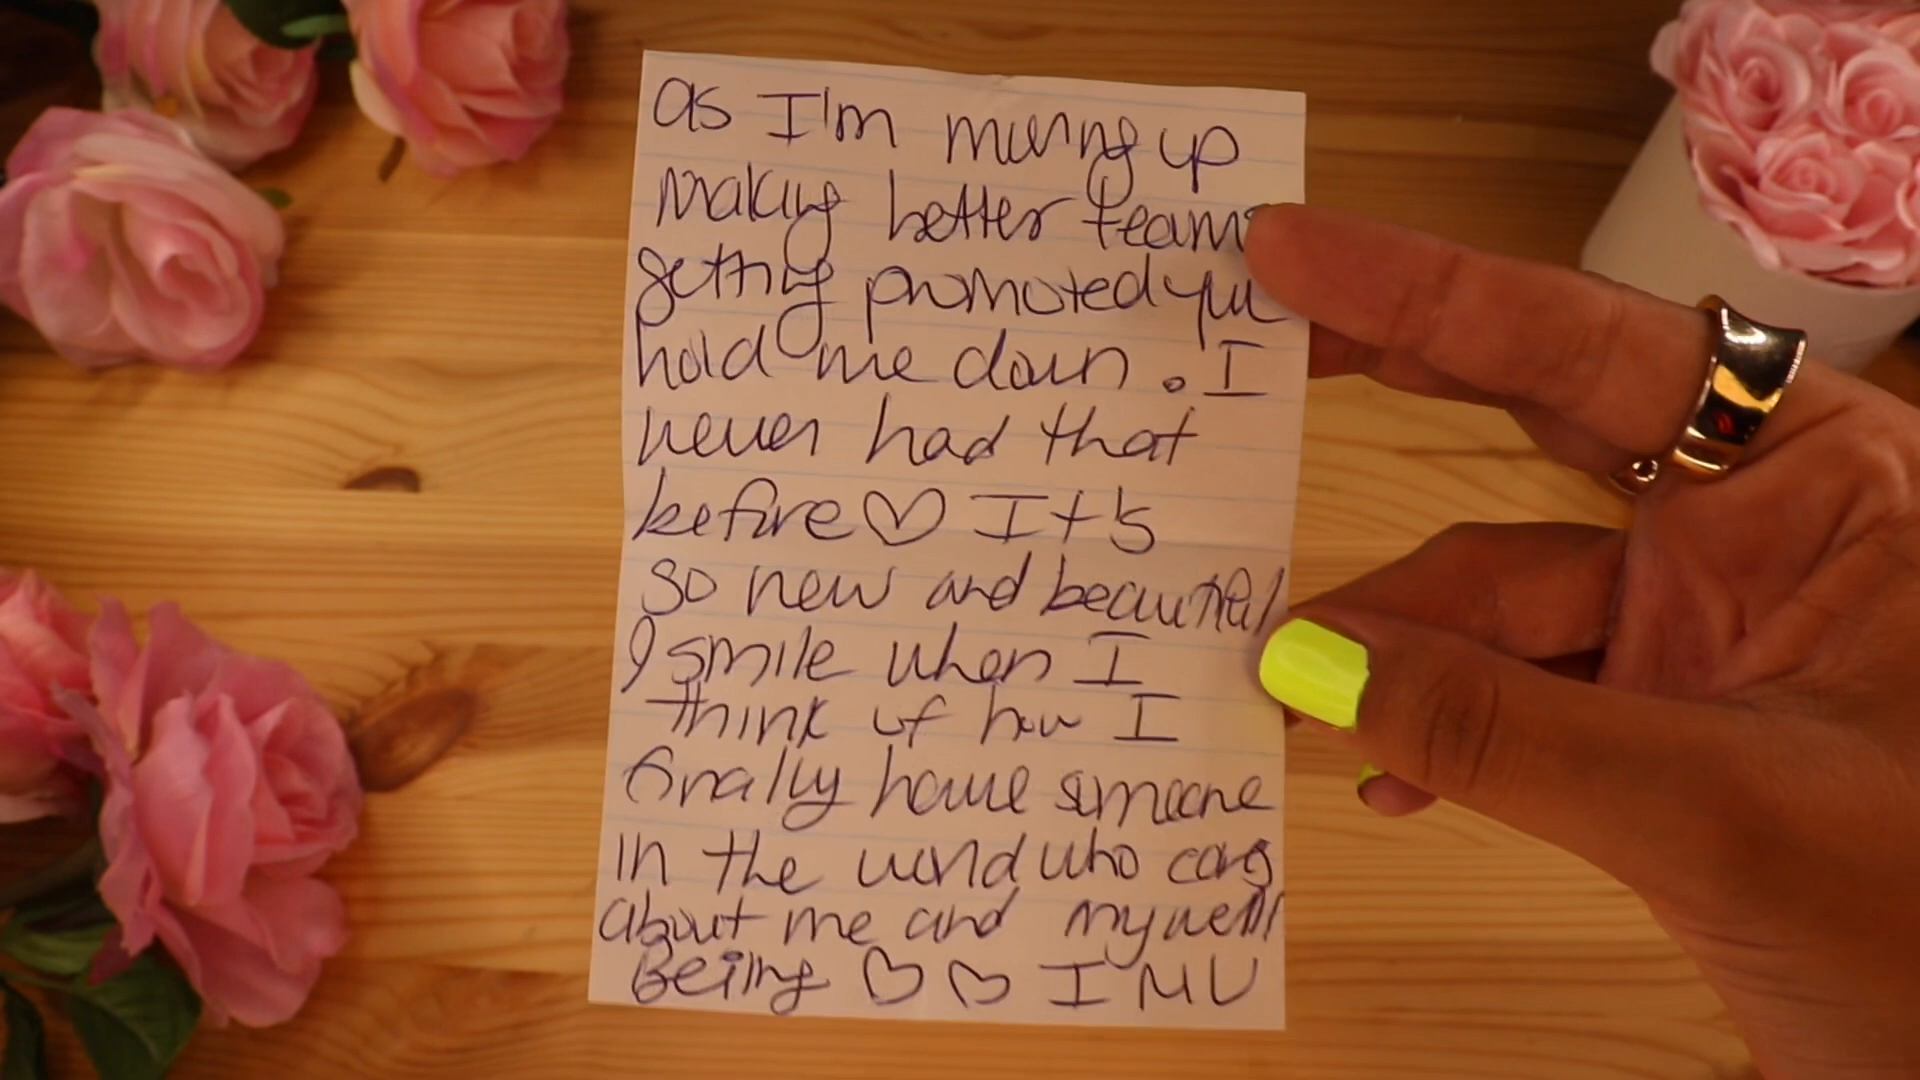 as I'm moving up
making better teams
getting promoted you
hold me down. I
never had that
before ♡ It's
so new and beautiful
I smile when I
think of how I
finally have someone
in the world who cares
about me and my well
Being ♡ ♡ I M U